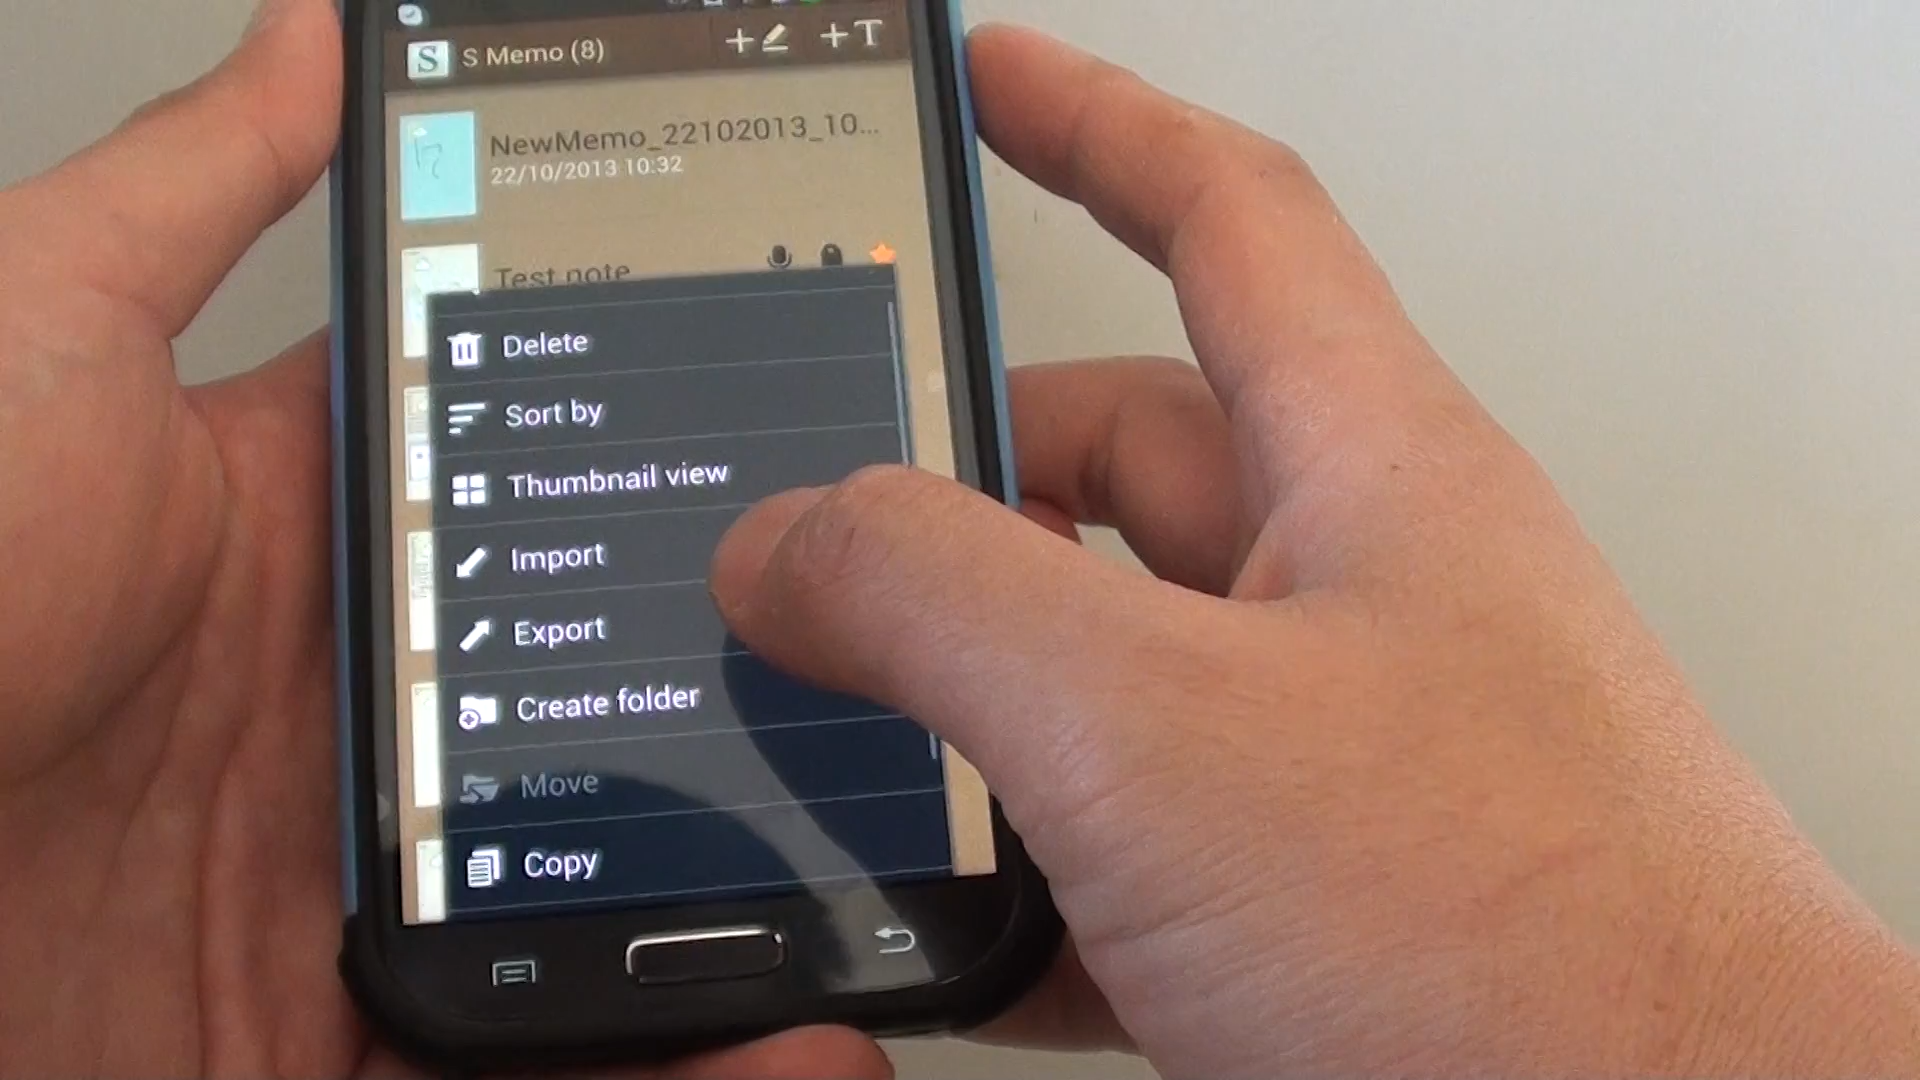 S Memo (8)
+T
NewMemo_22102013_10...
22/10/2013 10:32
Test note
Delete
Sort by
Thumbnail view
Import
Export
Create folder
Move
Copy